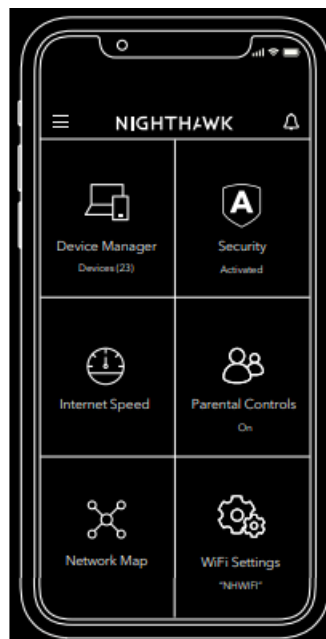 NIGHTHAWK
Device Manager
Devices (23)
A
Security
Activated
Internet Speed
Parental Controls
On
Network Map
WiFi Settings
"NHWIFI"